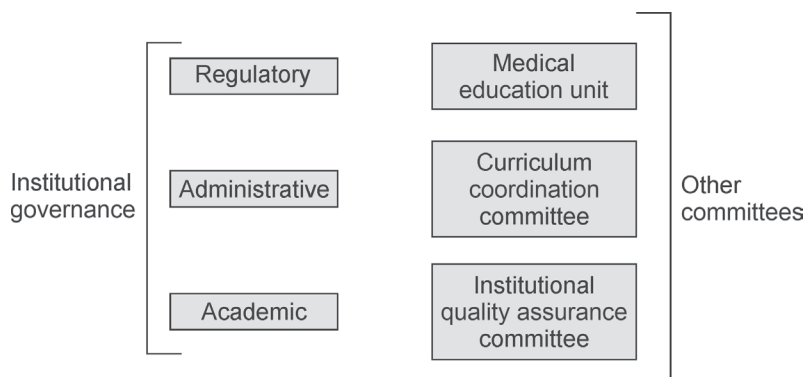 Institutional
governance
Regulatory
Administrative
Academic
Medical
education unit
Curriculum
coordination
committee
Institutional
quality assurance
committee
Other
committees